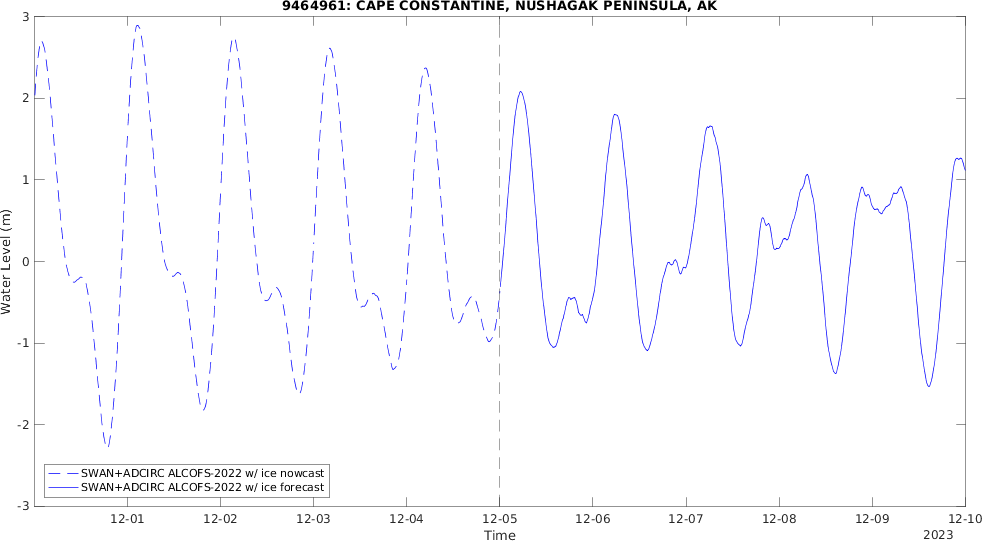 9464961: CAPE CONSTANTINE, NUSHAGAK PENINSULA, AK
3
2
1
0
-1
-2
-3
Water Level (m)
SWAN+ADCIRC ALCOFS-2022 w/ ice nowcast
SWAN+ADCIRC ALCOFS-2022 w/ ice forecast
12-01 12-02 12-03 12-04 12-05 12-06 12-07 12-08 12-09 12-10
Time
2023